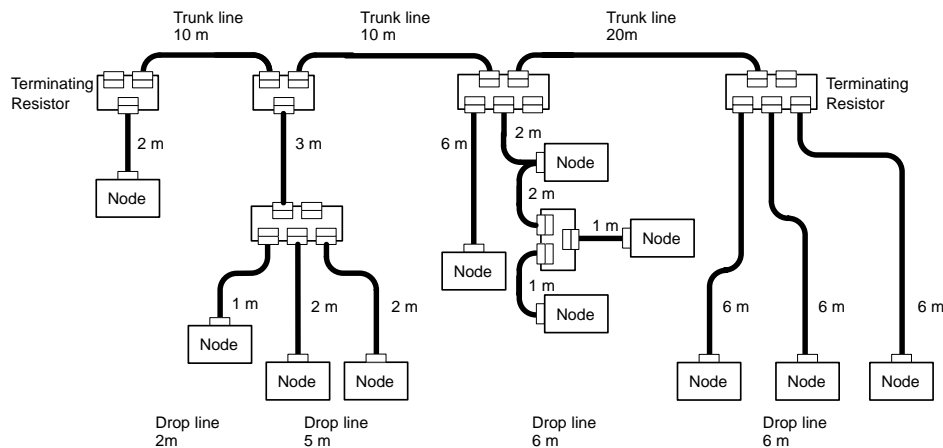 Trunk line
10 m
Trunk line
10 m
Trunk line
20m
Terminating
Resistor
Terminating
Resistor
2 m
3 m
6 m
2 m
Node
Node
2 m
1 m
Node
Node
1 m
Node
1 m
2 m
2 m
6 m
6 m
6 m
Node
Node
Node
Node
Node
Node
Drop line
2m
Drop line
5 m
Drop line
6 m
Drop line
6 m